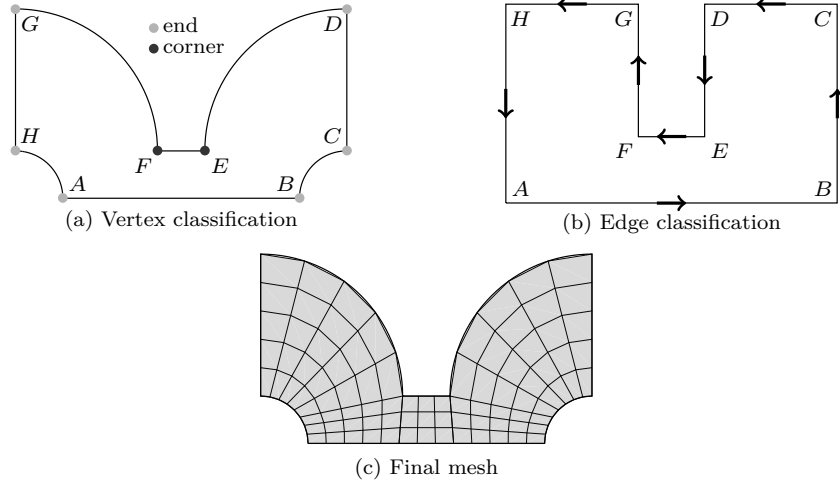 G
D
end
corner
H
C
F
E
A
B
(a) Vertex classification
H
G
D
C
F
E
A
B
(b) Edge classification
(c) Final mesh